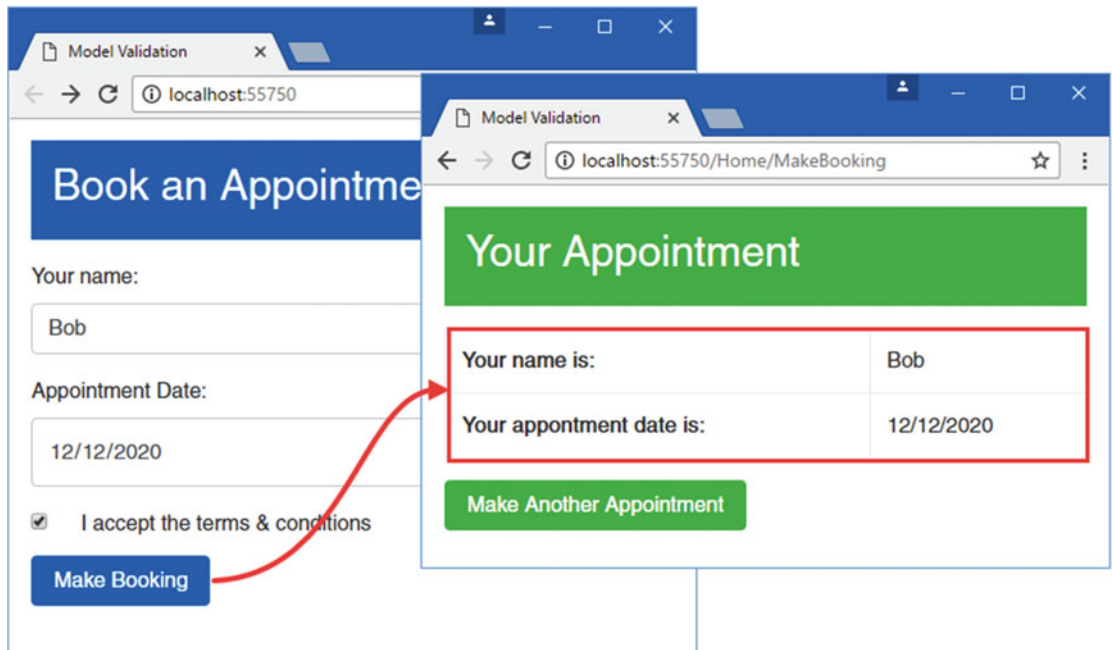 Model Validation
localhost:55750
Book an Appointme
Your name:
Bob
Appointment Date:
12/12/2020
I accept the terms & conditions
Make Booking
Model Validation
localhost:55750/Home/MakeBooking
Your Appointment
Your name is: Bob
Your appontment date is: 12/12/2020
Make Another Appointment